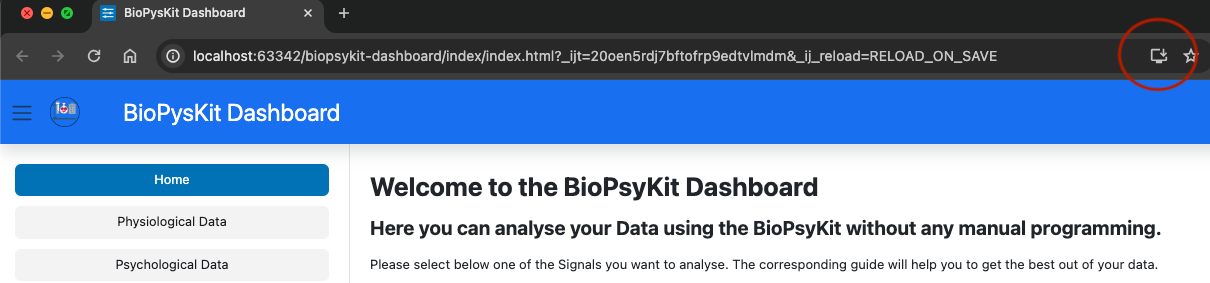 BioPysKit Dashboard
localhost:63342/biopsykit-dashboard/index/index.html?_ijt=20oen5rdj7bftofrp9edtvlmdm&_ij_reload=RELOAD_ON_SAVE
BioPysKit Dashboard
Home
Physiological Data
Psychological Data
Welcome to the BioPsyKit Dashboard
Here you can analyse your Data using the BioPsyKit without any manual programming.
Please select below one of the Signals you want to analyse. The corresponding guide will help you to get the best out of your data.